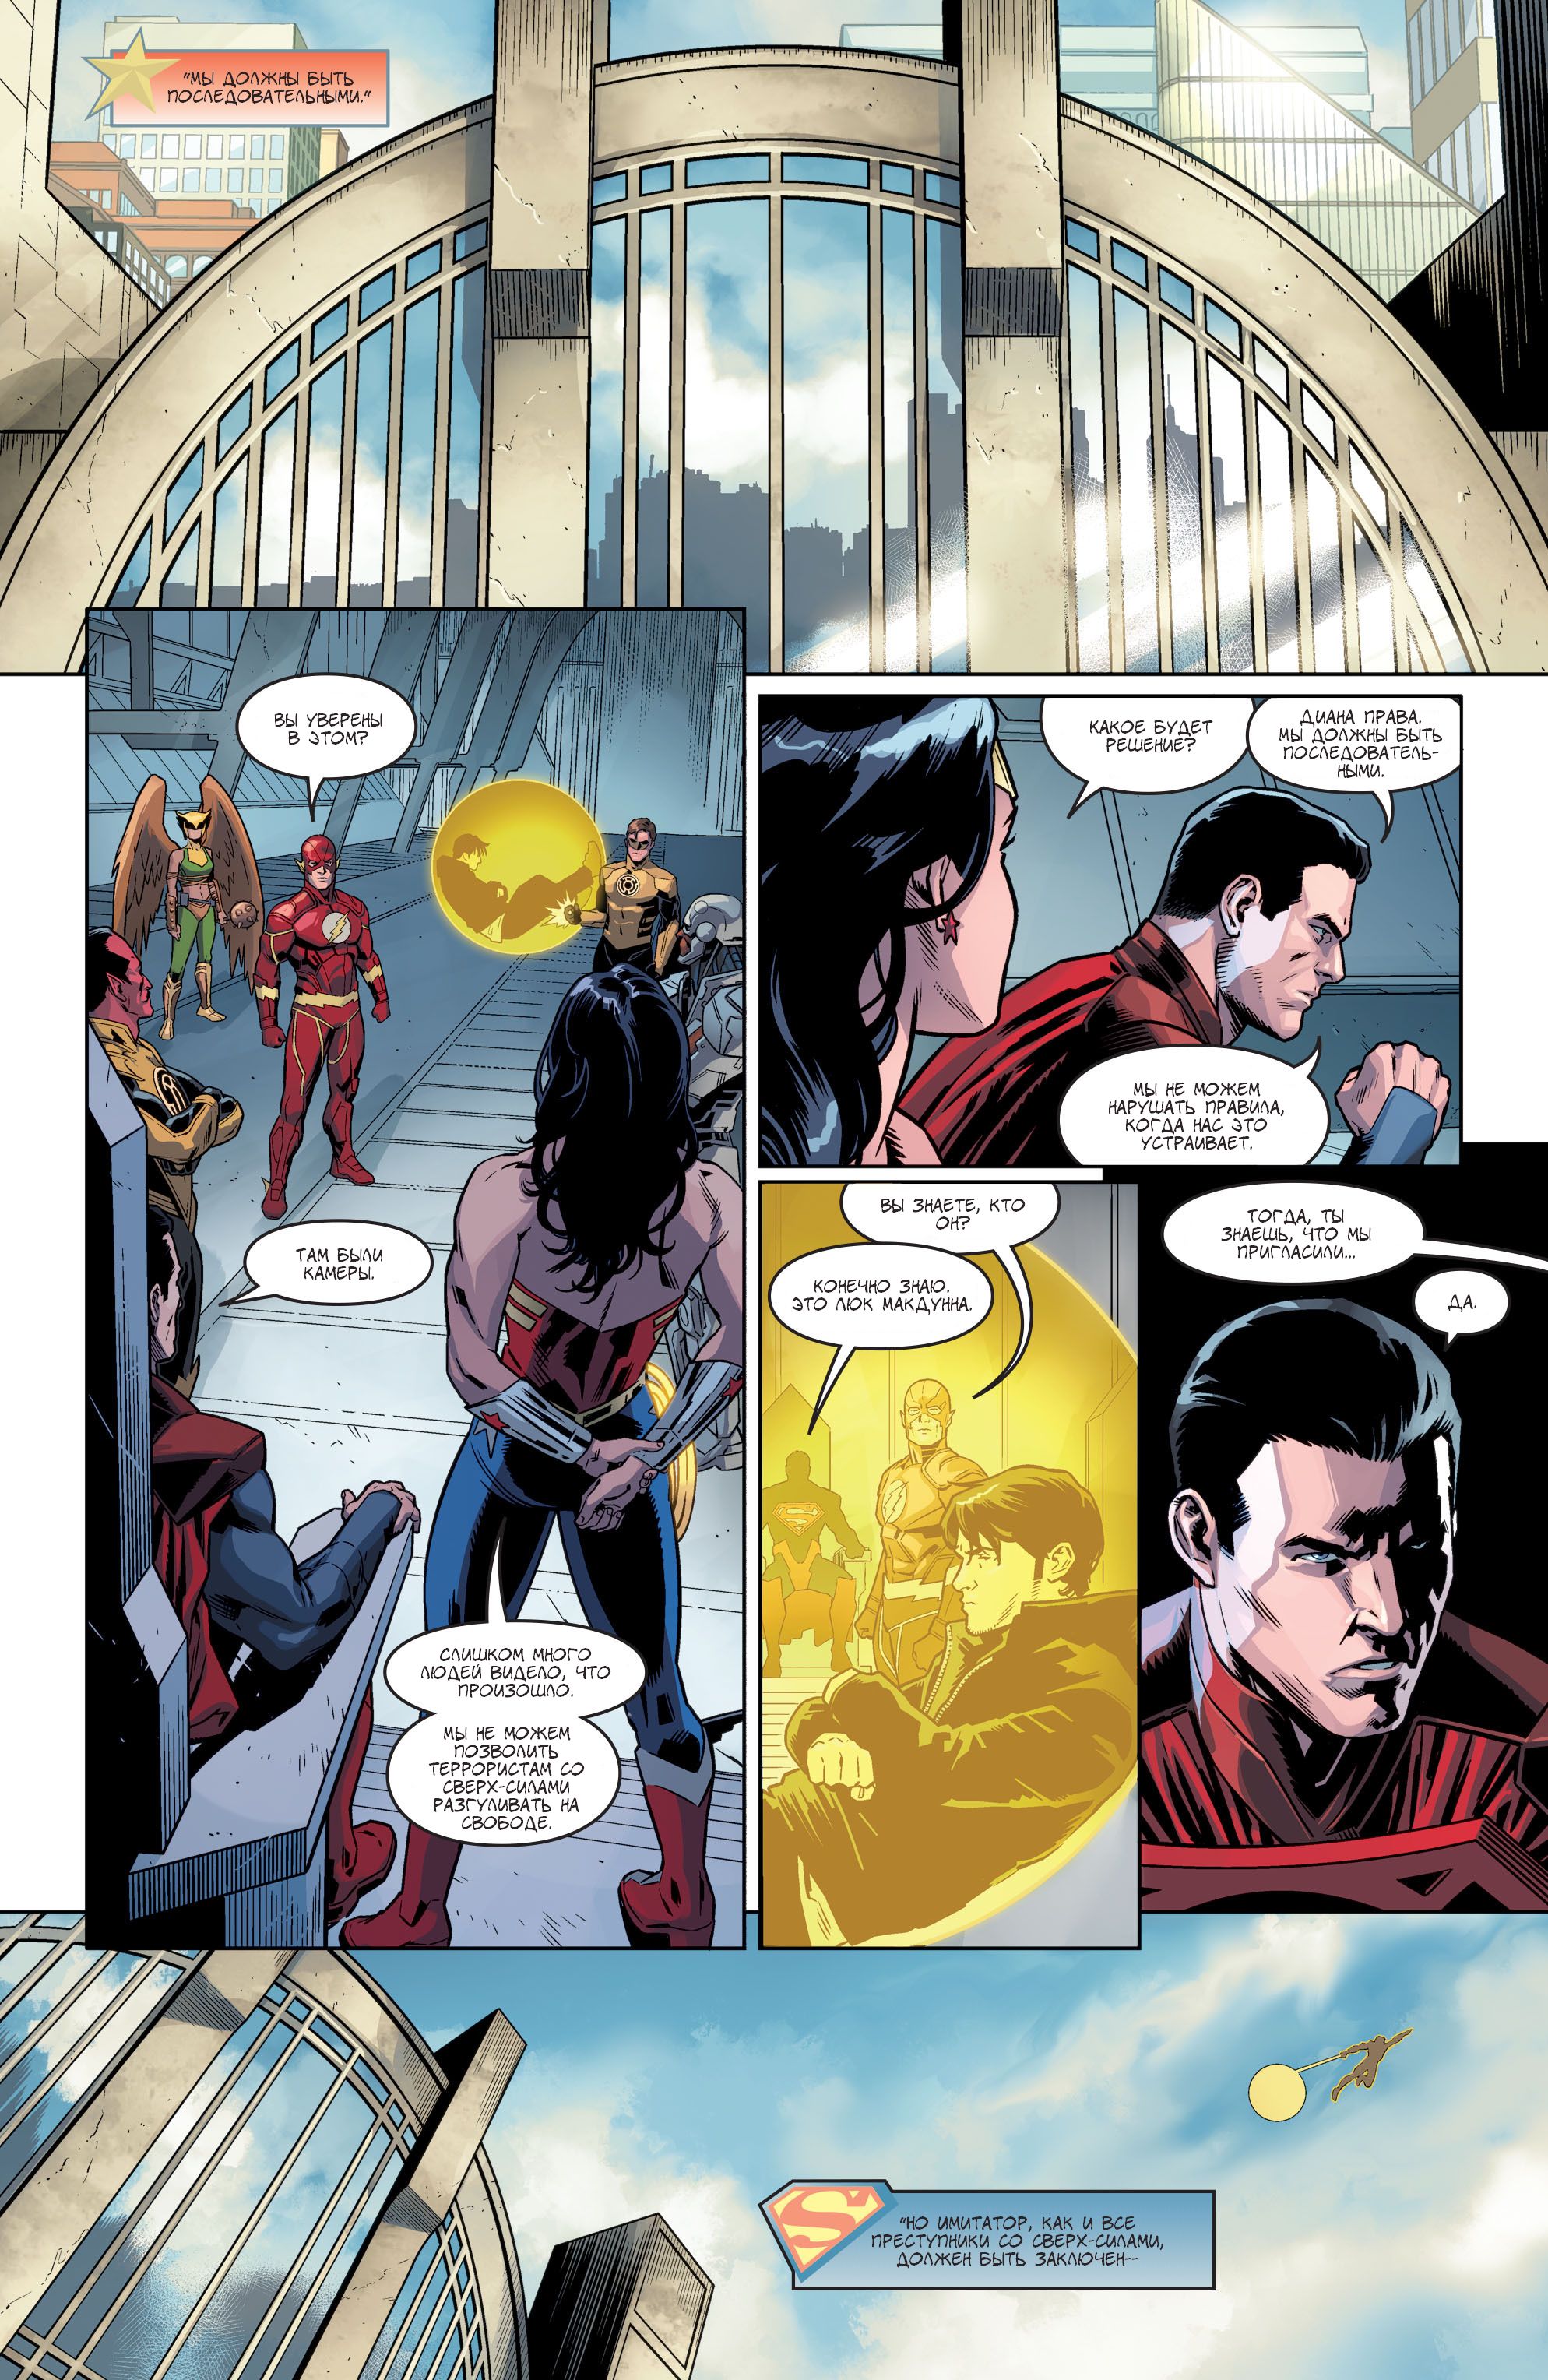 "МЫ ДОЛЖНЫ БЫТЬ
ПОСЛЕДОВАТЕЛЬНЫМИ."
ВЫ УВЕРЕНЫ
В ЭТОМ?
ТАМ БЫЛИ
КАМЕРЫ.
СЛИШКОМ МНОГО
ЛЮДЕЙ ВИДЕЛО, ЧТО
ПРОИЗОШЛО.
МЫ НЕ МОЖЕМ
ПОЗВОЛИТЬ
ТЕРРОРИСТАМ СО
СВЕРХ-СИЛАМИ
РАЗГУЛИВАТЬ НА
СВОБОДЕ.
КАКОЕ БУДЕТ
РЕШЕНИЕ?
ДИАНА ПРАВА.
МЫ ДОЛЖНЫ БЫТЬ
ПОСЛЕДОВАТЕЛЬ-
НЫМИ.
МЫ НЕ МОЖЕМ
НАРУШАТЬ ПРАВИЛА,
КОГДА НАС ЭТО
УСТРАИВАЕТ.
ВЫ ЗНАЕТЕ, КТО
ОН?
КОНЕЧНО ЗНАЮ.
ЭТО ЛЮК МАКДУННА.
ТОГДА, ТЫ
ЗНАЕШЬ, ЧТО МЫ
ПРИГЛАСИЛИ...
ДА.
"НО ИМИТАТОР, КАК И ВСЕ
ПРЕСТУПНИКИ СО СВЕРХ-СИЛАМИ,
ДОЛЖЕН БЫТЬ ЗАКЛЮЧЕН--